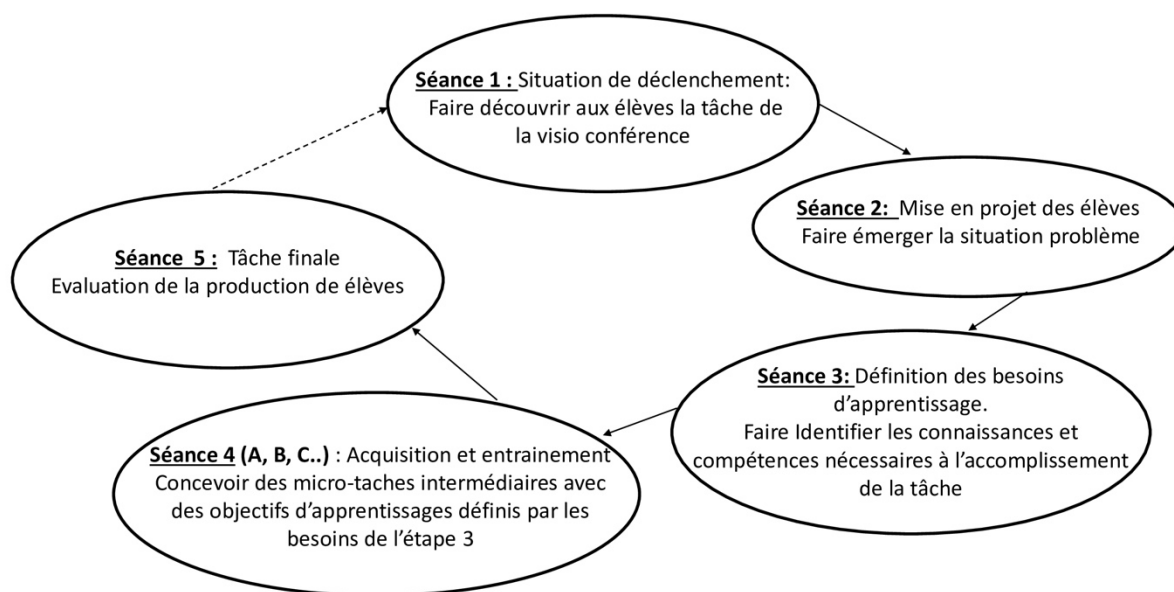 Séance 1 : Situation de déclenchement:
Faire découvrir aux élèves la tâche de
la visio conférence
Séance 2: Mise en projet des élèves
Faire émerger la situation problème
Séance 3: Définition des besoins
d’apprentissage.
Faire Identifier les connaissances et
compétences nécessaires à l’accomplissement
de la tâche
Séance 4 (A, B, C..) : Acquisition et entrainement
Concevoir des micro-taches intermédiaires avec
des objectifs d’apprentissages définis par les
besoins de l’étape 3
Séance 5 : Tâche finale
Evaluation de la production de élèves